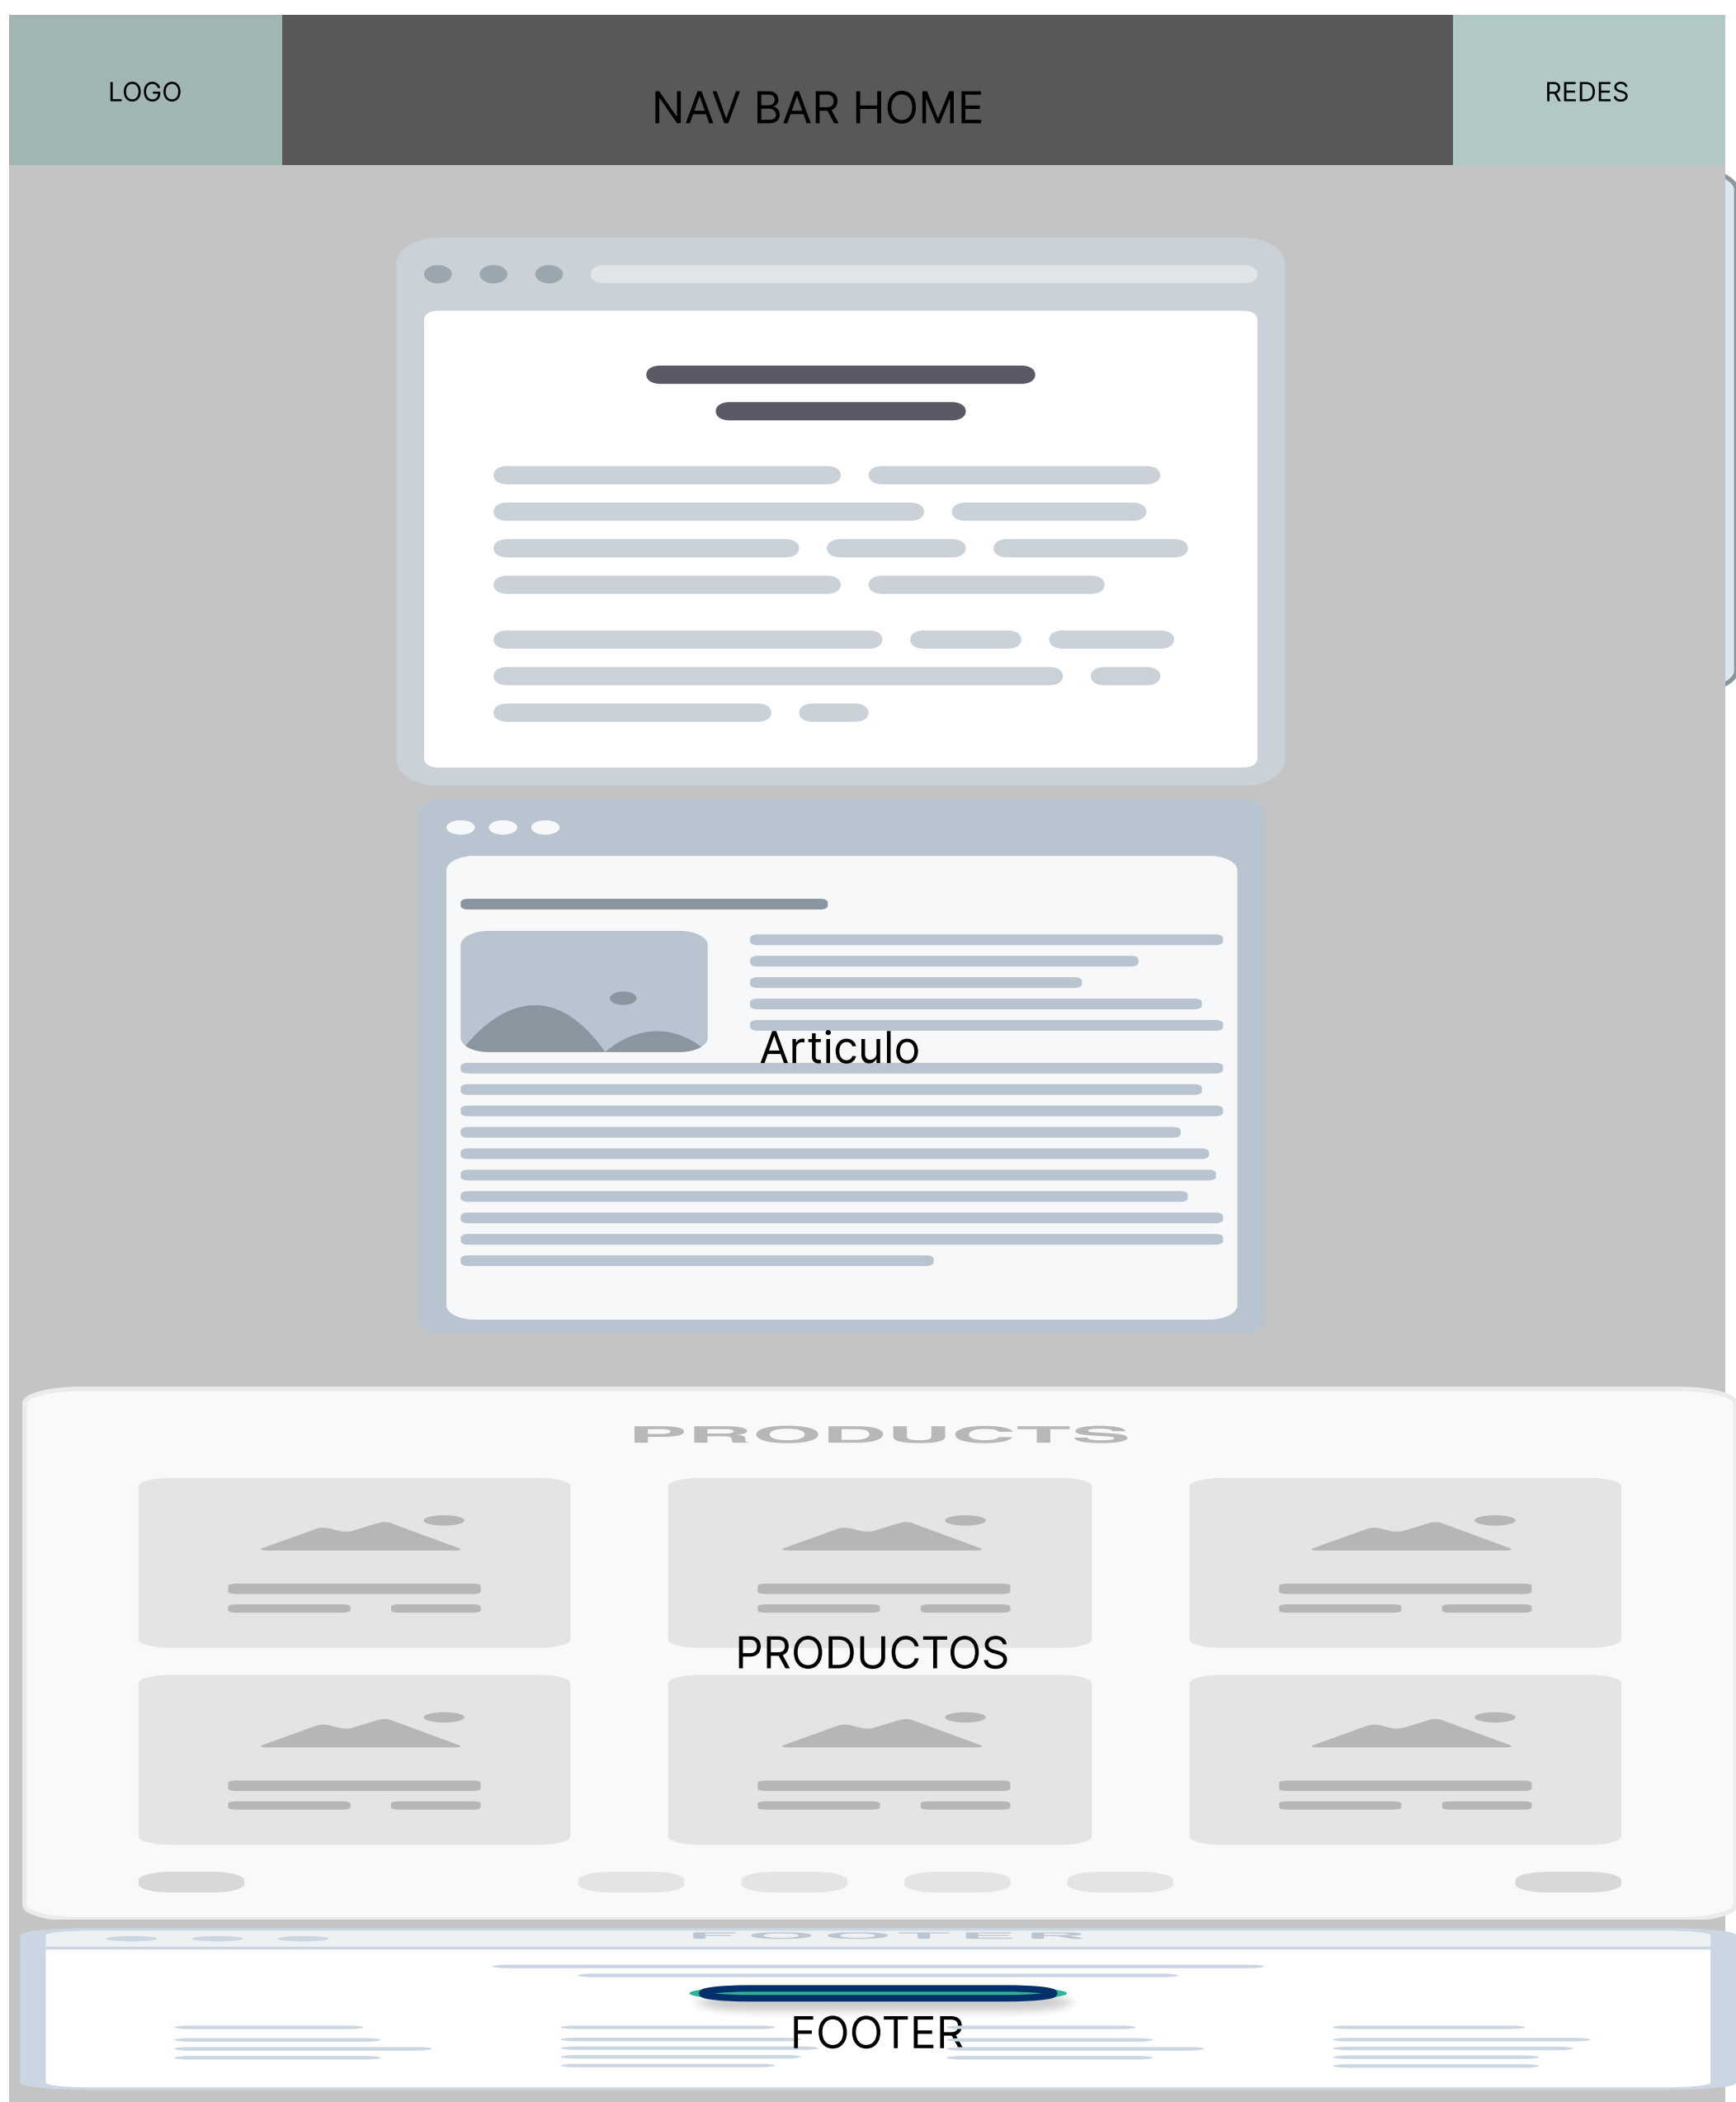 LOGO
NAV BAR HOME
REDES
Articulo
PRODUCTS
PRODUCTOS
FOOTER
FOOTER